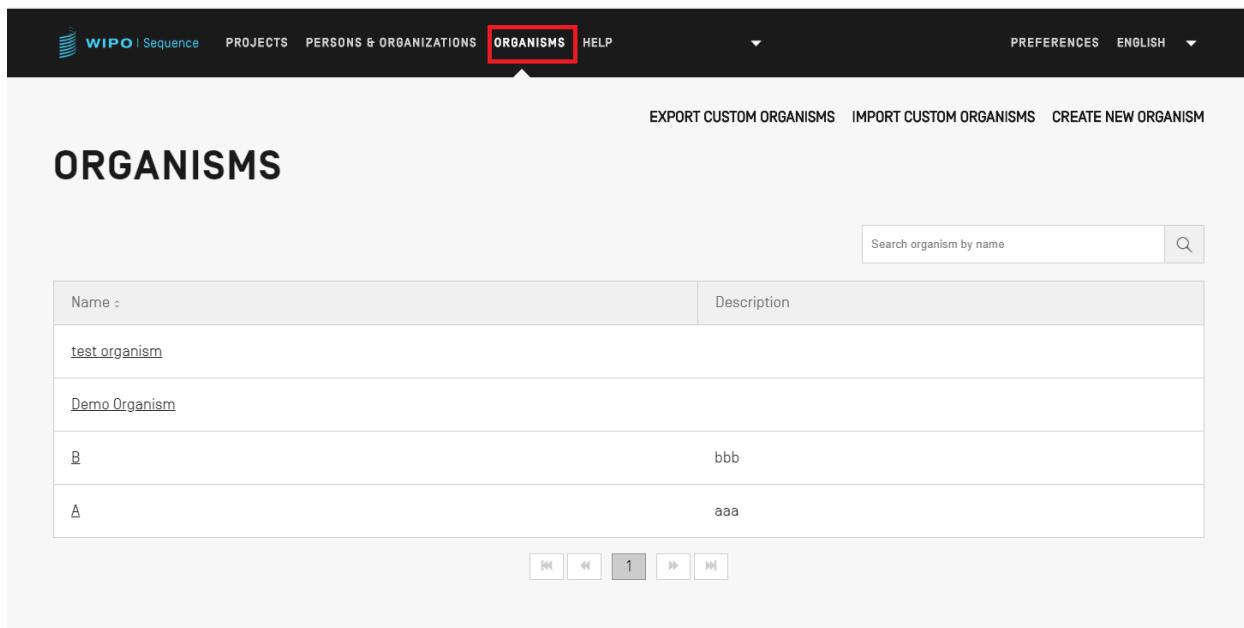 WIPO | Sequence PROJECTS PERSONS & ORGANIZATIONS ORGANISMS HELP PREFERENCES ENGLISH
EXPORT CUSTOM ORGANISMS IMPORT CUSTOM ORGANISMS CREATE NEW ORGANISM
ORGANISMS
Search organism by name
Name Description
test organism
Demo Organism
B bbb
A aaa
1